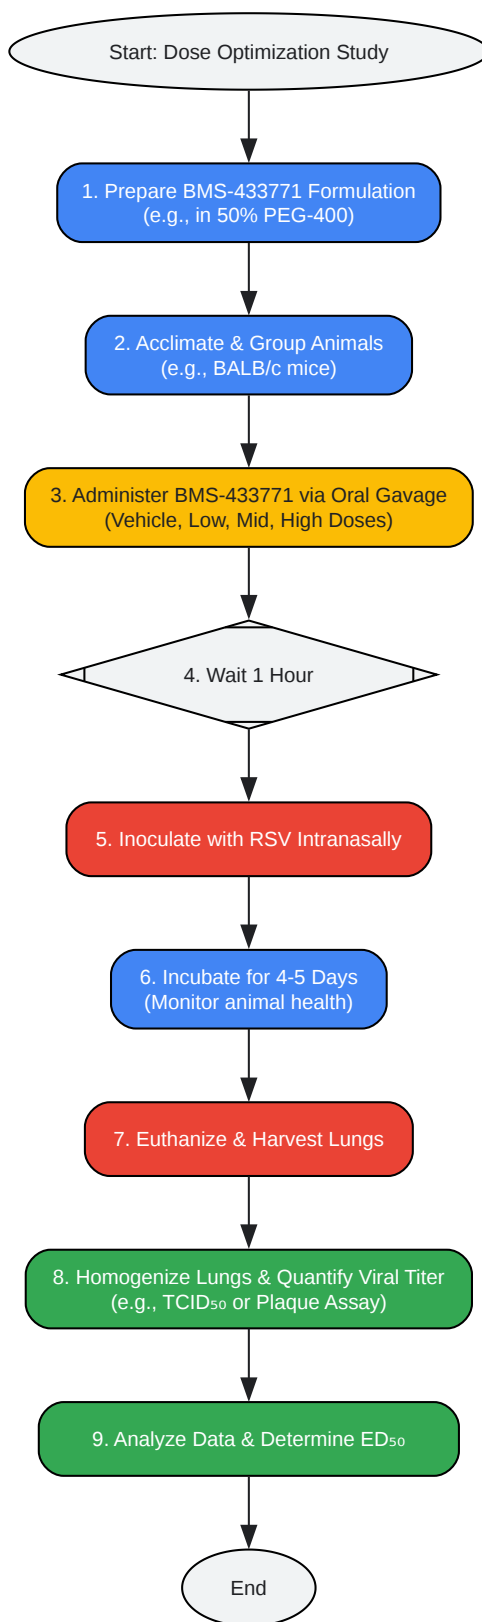 Start: Dose Optimization Study
1. Prepare BMS-433771 Formulation
(e.g., in 50% PEG-400)
2. Acclimate & Group Animals
(e.g., BALB/c mice)
3. Administer BMS-433771 via Oral Gavage
(Vehicle, Low, Mid, High Doses)
4. Wait 1 Hour
5. Inoculate with RSV Intranasally
6. Incubate for 4-5 Days
(Monitor animal health)
7. Euthanize & Harvest Lungs
8. Homogenize Lungs & Quantify Viral Titer
(e.g., TCID₅₀ or Plaque Assay)
9. Analyze Data & Determine ED₅₀
End